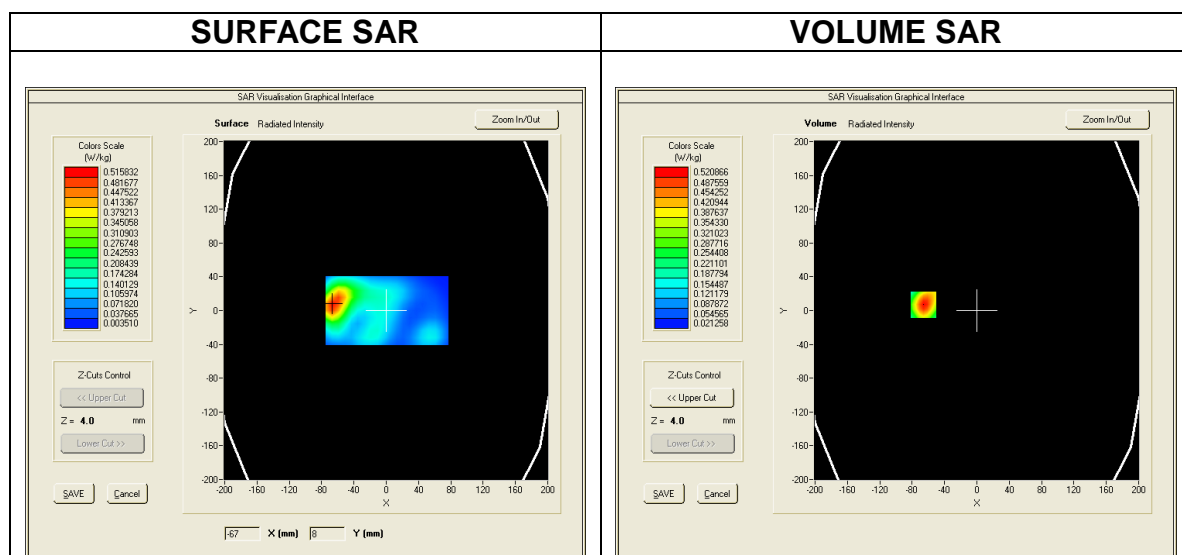 SURFACE SAR
SAR Visualisation Graphical Interface
Surface Radiated Intensity
Zoom In/Out
Colors Scale
(W/kg)
0.515832
0.481677
0.447522
0.413367
0.379213
0.345058
0.310903
0.276748
0.242593
0.208439
0.174284
0.140129
0.105974
0.071820
0.037665
0.003510
Z-Cuts Control
<< Upper Cut
Z = 4.0 mm
Lower Cut >>
SAVE Cancel
200
160
120
80
40
0
-40
-80
-120
-160
-200
Y
-200 -160 -120 -80 -40 0 40 80 120 160 200
X
-67 X (mm) 8 Y (mm)
VOLUME SAR
SAR Visualisation Graphical Interface
Volume Radiated Intensity
Zoom In/Out
Colors Scale
(W/kg)
0.520866
0.487559
0.454252
0.420944
0.387637
0.354330
0.321023
0.287716
0.254408
0.221101
0.187794
0.154487
0.121179
0.087872
0.054565
0.021258
Z-Cuts Control
<< Upper Cut
Z = 4.0 mm
Lower Cut >>
SAVE Cancel
200
160
120
80
40
0
-40
-80
-120
-160
-200
Y
-200 -160 -120 -80 -40 0 40 80 120 160 200
X